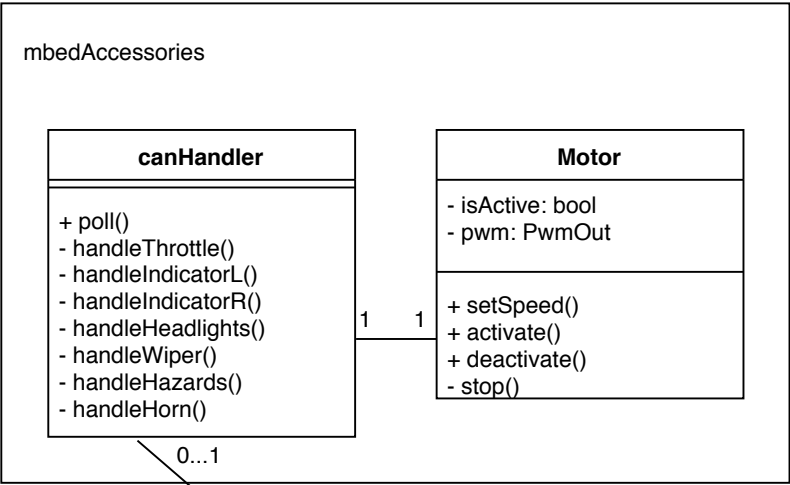 mbedAccessories
canHandler
+ poll()
- handleThrottle()
- handleIndicatorL()
- handleIndicatorR()
- handleHeadlights()
- handleWiper()
- handleHazards()
- handleHorn()
1 1
Motor
- isActive: bool
- pwm: PwmOut
+ setSpeed()
+ activate()
+ deactivate()
- stop()
0...1